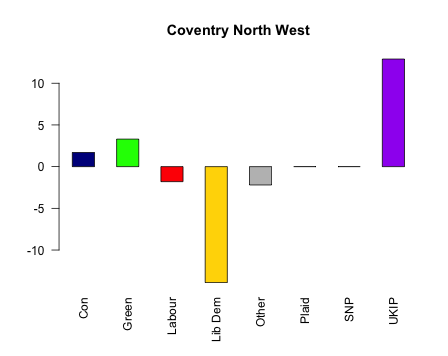 Coventry North West
10
5
0
-5
-10
Con
Green
Labour
Lib Dem
Other
Plaid
SNP
UKIP